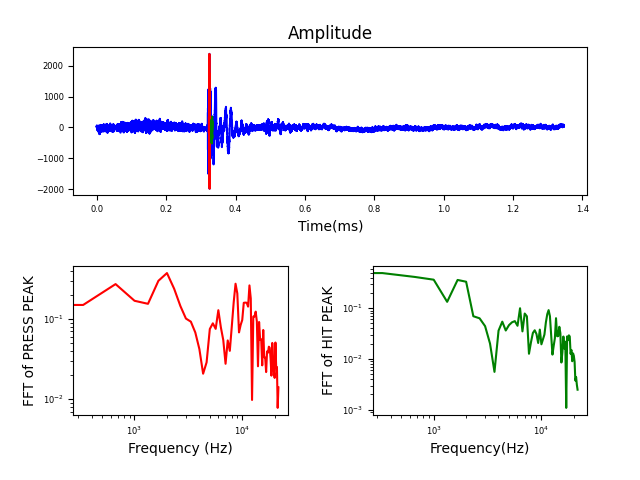 Amplitude
2000
1000
0
−1000
−2000
0.0 0.2 0.4 0.6 0.8 1.0 1.2 1.4
Time(ms)
FFT of PRESS PEAK
10⁻¹
10⁻²
10³ 10⁴
Frequency (Hz)
FFT of HIT PEAK
10⁻¹
10⁻²
10⁻³
10³ 10⁴
Frequency(Hz)